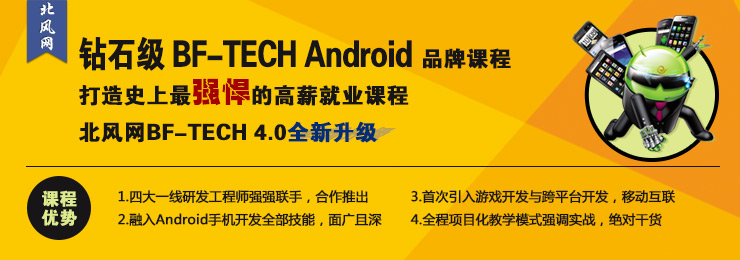 北风网
钻石级 BF-TECH Android 品牌课程
打造史上最强悍的高薪就业课程
北风网BF-TECH 4.0全新升级
课程
优势
1.四大一线研发工程师强强联手，合作推出
2.融入Android手机开发全部技能，面广且深
3.首次引入游戏开发与跨平台开发，移动互联
4.全程项目化教学模式强调实战，绝对干货